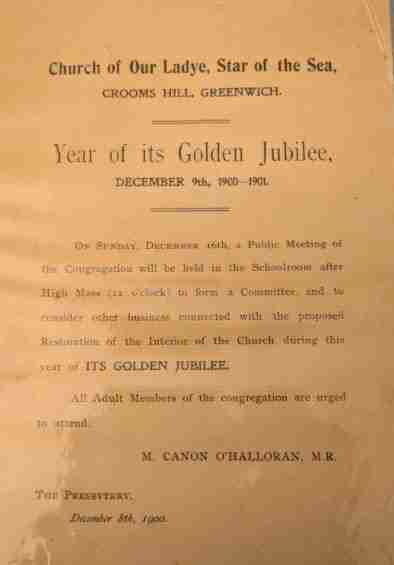 Church of Our Ladye, Star of the Sea,
CROOMS HILL, GREENWICH.
Year of its Golden Jubilee,
DECEMBER 9th, 1900—1901.
On Sunday, December 16th, a Public Meeting of
the Congregation will be held in the Schoolroom after
High Mass (12 o'clock) to form a Committee, and to
consider other business connected with the proposed
Restoration of the Interior of the Church during this
year of ITS GOLDEN JUBILEE.
All Adult Members of the congregation are urged
to attend.
M. CANON O'HALLORAN, M.R.
The Presbytery,
December 8th, 1900.